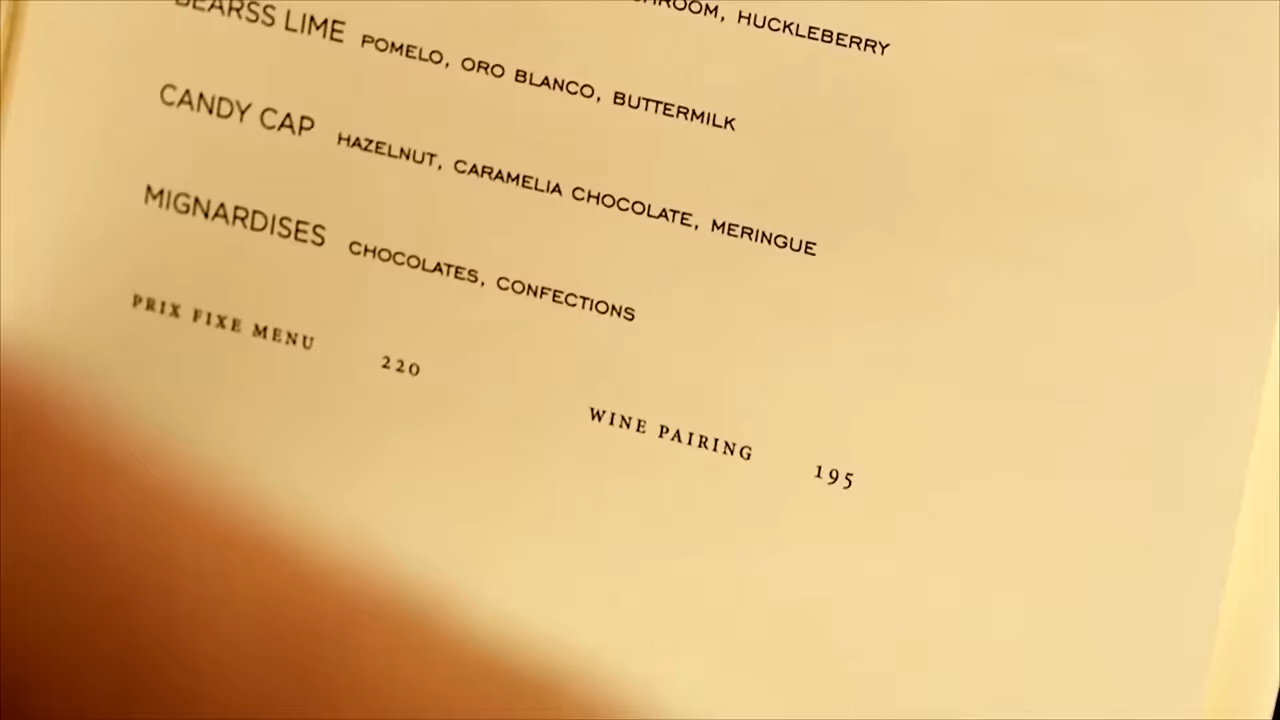 HUCKLEBERRY
BEARSS LIME POMELO, ORO BLANCO, BUTTERMILK
CANDY CAP HAZELNUT, CARAMELIA CHOCOLATE, MERINGUE
MIGNARDISES CHOCOLATES, CONFECTIONS
PRIX FIXE MENU 220
WINE PAIRING 195